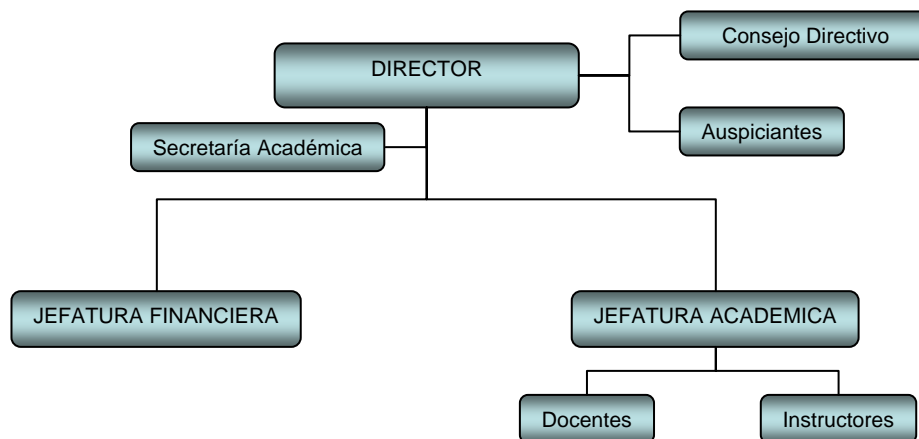 Consejo Directivo
DIRECTOR
Auspiciantes
Secretaría Académica
JEFATURA FINANCIERA
JEFATURA ACADEMICA
Docentes
Instructores